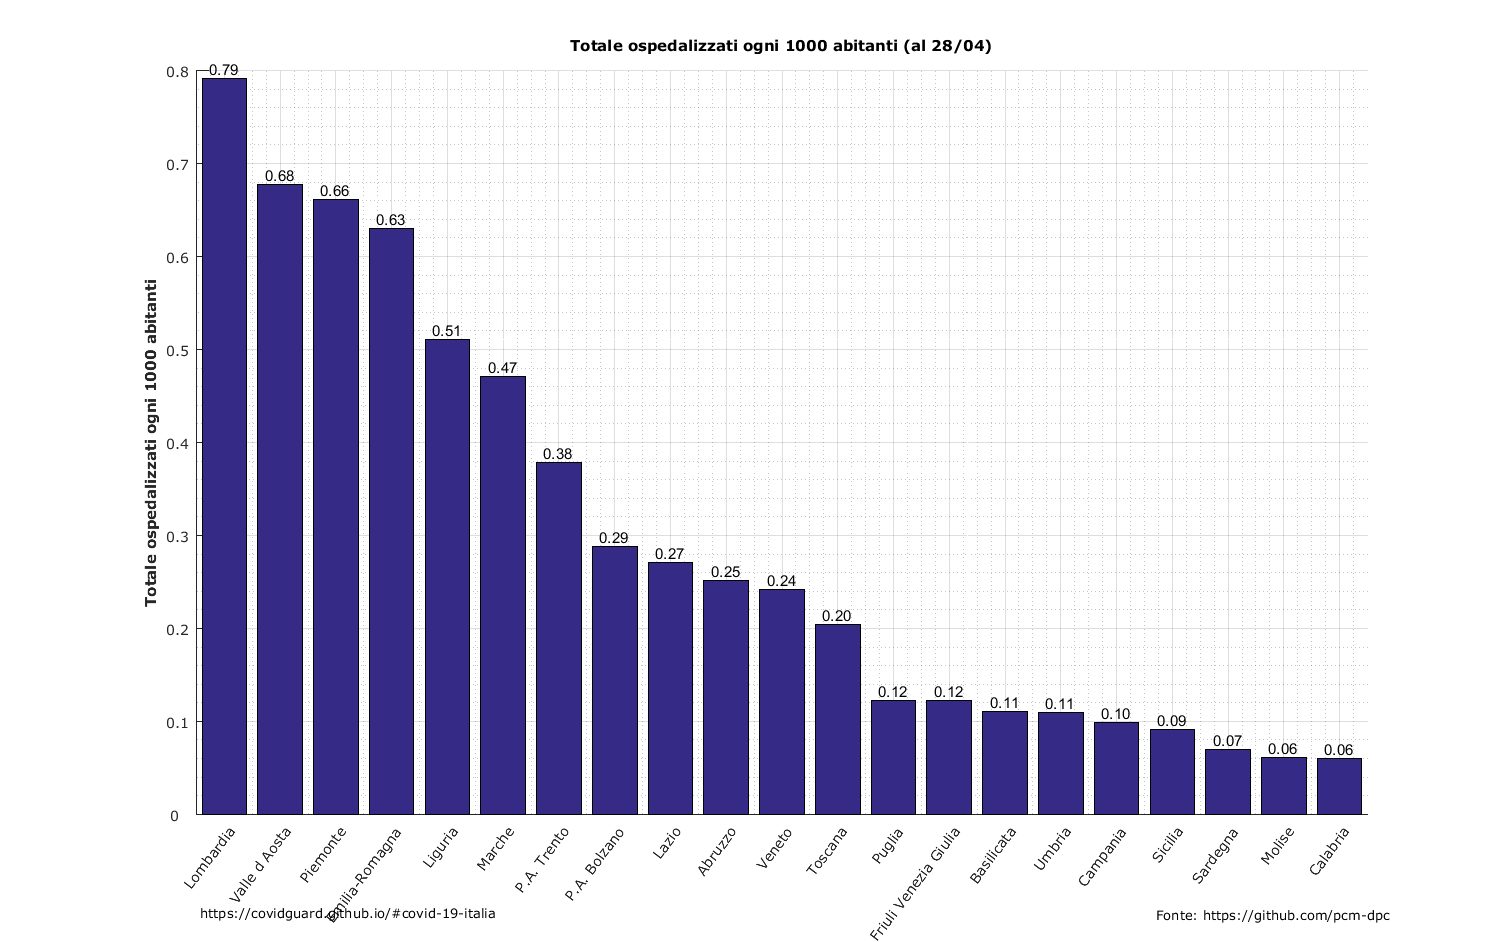 Totale ospedalizzati ogni 1000 abitanti (al 28/04)
Totale ospedalizzati ogni 1000 abitanti
0.8
0.7
0.6
0.5
0.4
0.3
0.2
0.1
0
0.79
0.68
0.66
0.63
0.51
0.47
0.38
0.29
0.27
0.25
0.24
0.20
0.12
0.12
0.11
0.11
0.10
0.09
0.07
0.06
0.06
Lombardia
Valle d Aosta
Piemonte
Emilia-Romagna
Liguria
Marche
P.A. Trento
P.A. Bolzano
Lazio
Abruzzo
Veneto
Toscana
Puglia
Friuli Venezia Giulia
Basilicata
Umbria
Campania
Sicilia
Sardegna
Molise
Calabria
https://covidguard.github.io/#covid-19-italia
Fonte: https://github.com/pcm-dpc